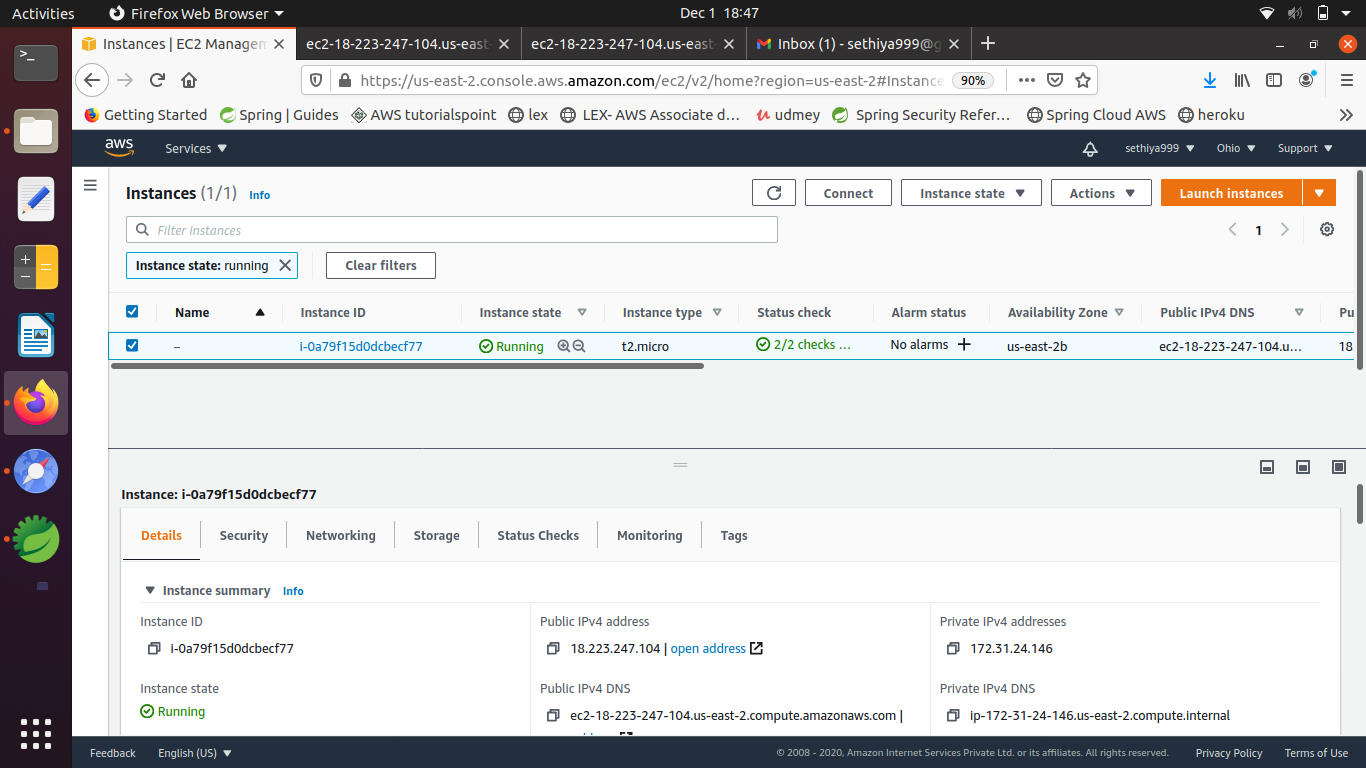 Activities Firefox Web Browser Dec 1 18:47
Instances | EC2 Managem ec2-18-223-247-104.us-east- ec2-18-223-247-104.us-east- Inbox (1) - sethiya999@g
https://us-east-2.console.aws.amazon.com/ec2/v2/home?region=us-east-2#Instance 90%
Getting Started Spring | Guides AWS tutorialspoint lex LEX- AWS Associate d… udmey Spring Security Refer… Spring Cloud AWS heroku
aws Services sethiya999 Ohio Support
Instances (1/1) Info Connect Instance state Actions Launch instances
Filter instances 1
Instance state: running Clear filters
Name Instance ID Instance state Instance type Status check Alarm status Availability Zone Public IPv4 DNS Pu
– i-0a79f15d0dcbecf77 Running t2.micro 2/2 checks … No alarms + us-east-2b ec2-18-223-247-104.u… 18
Instance: i-0a79f15d0dcbecf77
Details Security Networking Storage Status Checks Monitoring Tags
Instance summary Info
Instance ID Public IPv4 address Private IPv4 addresses
i-0a79f15d0dcbecf77 18.223.247.104 | open address 172.31.24.146
Instance state Public IPv4 DNS Private IPv4 DNS
Running ec2-18-223-247-104.us-east-2.compute.amazonaws.com | ip-172-31-24-146.us-east-2.compute.internal
Feedback English (US) © 2008 - 2020, Amazon Internet Services Private Ltd. or its affiliates. All rights reserved. Privacy Policy Terms of Use